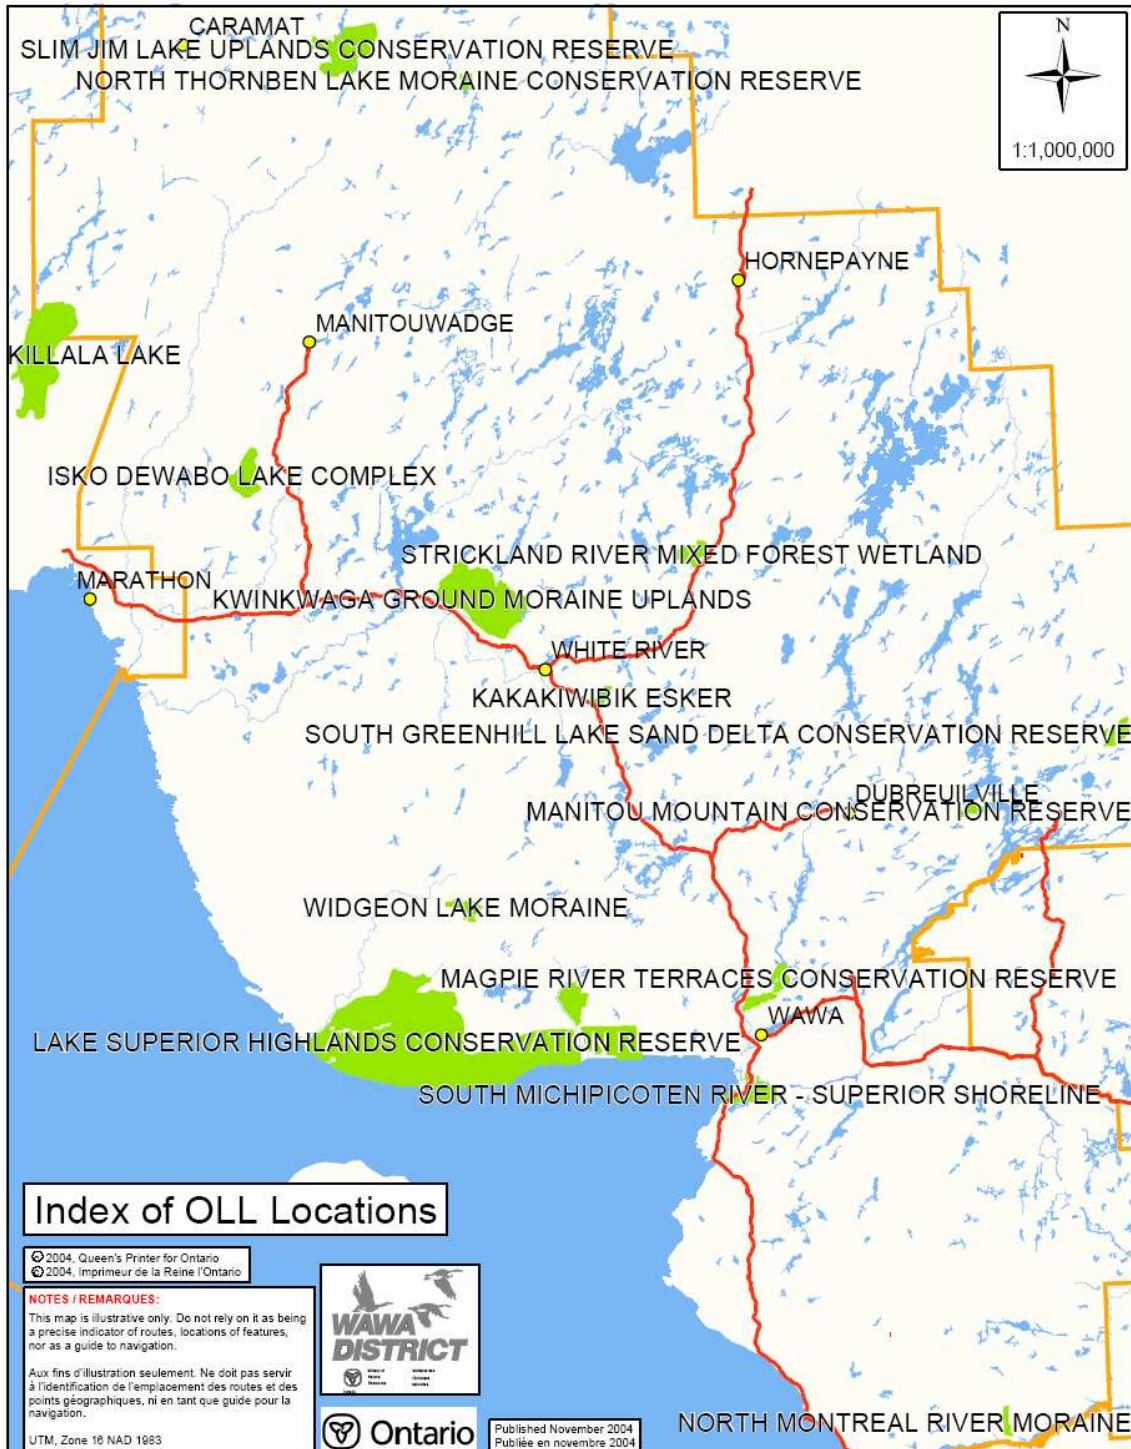 CARAMAT
SLIM JIM LAKE UPLANDS CONSERVATION RESERVE
NORTH THORNBEN LAKE MORAINE CONSERVATION RESERVE
N
1:1,000,000
HORNEPAYNE
MANITOUWADGE
KILLALA LAKE
ISKO DEWABO LAKE COMPLEX
STRICKLAND RIVER MIXED FOREST WETLAND
MARATHON
KWINKWAGA GROUND MORAINE UPLANDS
WHITE RIVER
KAKAKIWIBIK ESKER
SOUTH GREENHILL LAKE SAND DELTA CONSERVATION RESERVE
DUBREUILVILLE
MANITOU MOUNTAIN CONSERVATION RESERVE
WIDGEON LAKE MORAINE
MAGPIE RIVER TERRACES CONSERVATION RESERVE
WAWA
LAKE SUPERIOR HIGHLANDS CONSERVATION RESERVE
SOUTH MICHIPICOTEN RIVER - SUPERIOR SHORELINE
Index of OLL Locations
© 2004, Queen's Printer for Ontario
© 2004, Imprimeur de la Reine l'Ontario
NOTES / REMARQUES:
This map is illustrative only. Do not rely on it as being
a precise indicator of routes, locations of features,
nor as a guide to navigation.
Aux fins d'illustration seulement. Ne doit pas servir
à l'identification de l'emplacement des routes et des
points géographiques, ni en tant que guide pour la
navigation.
UTM, Zone 16 NAD 1983
WAWA
DISTRICT
Ontario
Published November 2004
Publiée en novembre 2004
NORTH MONTREAL RIVER MORAINE